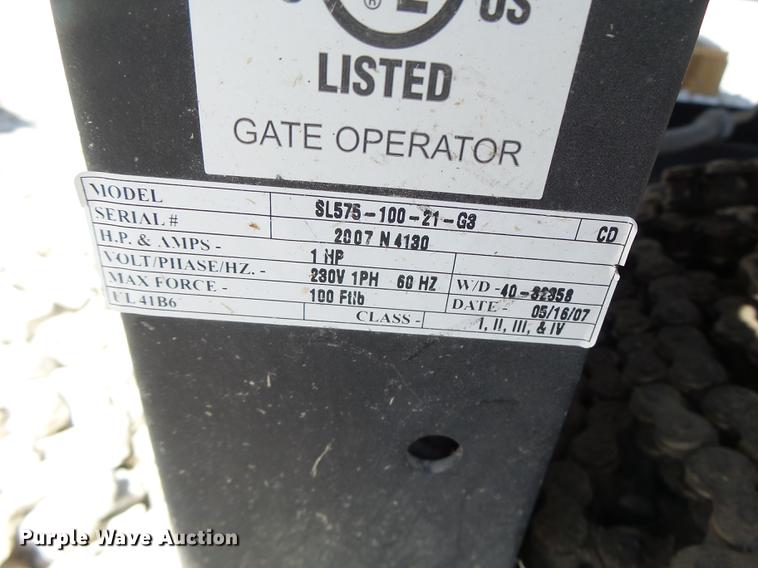 US
LISTED
GATE OPERATOR
MODEL SL575-100-21-G3 CD
SERIAL # 2007 N4130
H.P. & AMPS - 1 HP
VOLT/PHASE/HZ. - 230V 1PH 60 HZ W/D -40-32358
MAX FORCE - 100 Ftlb DATE - 05/16/07
UL 41B6 CLASS - I, II, III, & IV
Purple Wave Auction